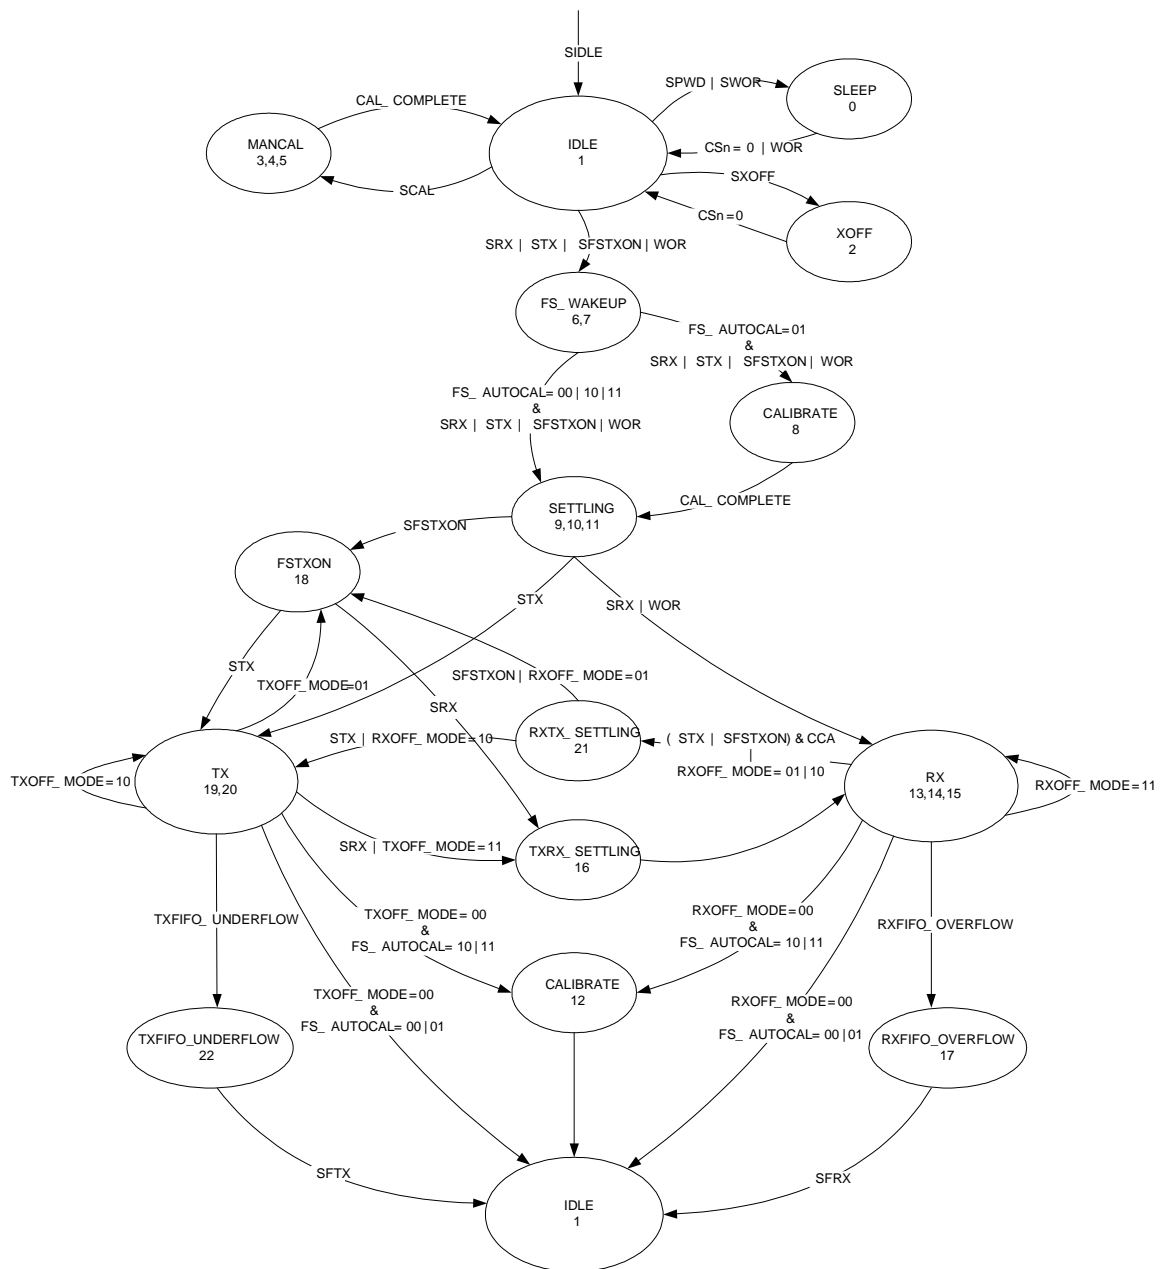 SIDLE
SPWD | SWOR
SLEEP
0
CAL_ COMPLETE
MANCAL
3,4,5
IDLE
1
CSn = 0 | WOR
SCAL
SXOFF
CSn = 0
XOFF
2
SRX | STX | SFSTXON | WOR
FS_ WAKEUP
6,7
FS_ AUTOCAL = 01
&
SRX | STX | SFSTXON | WOR
FS_ AUTOCAL = 00 | 10 | 11
&
SRX | STX | SFSTXON | WOR
CALIBRATE
8
CAL_ COMPLETE
SETTLING
9,10,11
SFSTXON
FSTXON
18
STX
SRX | WOR
STX
TXOFF_ MODE = 01
SFSTXON | RXOFF_ MODE = 01
SRX
RXTX_ SETTLING
21
STX | RXOFF_ MODE = 10
( STX | SFSTXON ) & CCA
|
RXOFF_ MODE = 01 | 10
TXOFF_ MODE = 10
TX
19,20
RX
13,14,15
RXOFF_ MODE = 11
SRX | TXOFF_ MODE = 11
TXRX_ SETTLING
16
TXFIFO_ UNDERFLOW
TXOFF_ MODE = 00
&
FS_ AUTOCAL = 10 | 11
RXOFF_ MODE = 00
&
FS_ AUTOCAL = 10 | 11
RXFIFO_ OVERFLOW
CALIBRATE
12
TXOFF_ MODE = 00
&
FS_ AUTOCAL = 00 | 01
RXOFF_ MODE = 00
&
FS_ AUTOCAL = 00 | 01
TXFIFO_UNDERFLOW
22
RXFIFO_OVERFLOW
17
SFTX
SFRX
IDLE
1